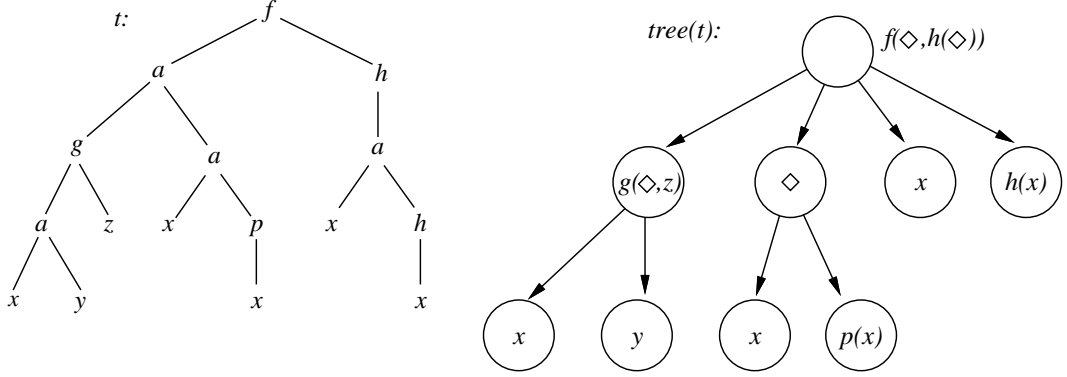 t: f tree(t): f(◇,h(◇))
a h
g a a g(◇,z) ◇ x h(x)
a z x p x h
x y x x x y x p(x)